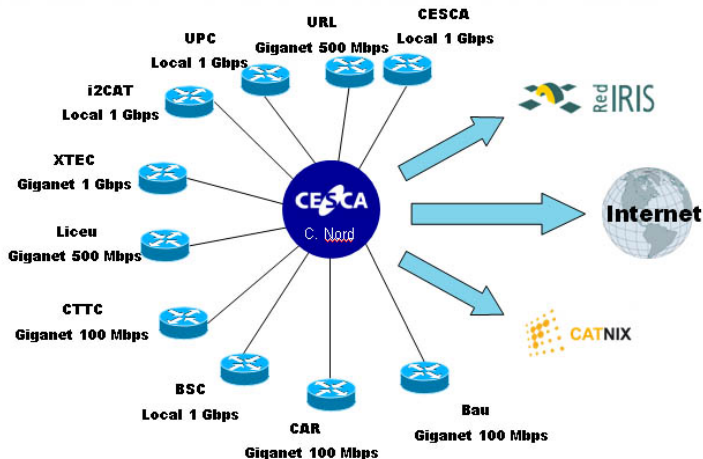 CESCA
Local 1 Gbps
URL
Giganet 500 Mbps
UPC
Local 1 Gbps
i2CAT
Local 1 Gbps
XTEC
Giganet 1 Gbps
Liceu
Giganet 500 Mbps
CTTC
Giganet 100 Mbps
BSC
Local 1 Gbps
CAR
Giganet 100 Mbps
Bau
Giganet 100 Mbps
CESCA
C. Nord
Red IRIS
Internet
CATNIX